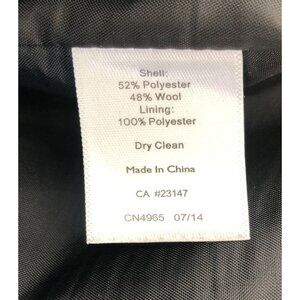 Shell:
52% Polyester
48% Wool
Lining:
100% Polyester
Dry Clean
Made In China
CA #23147
CN4965 07/14